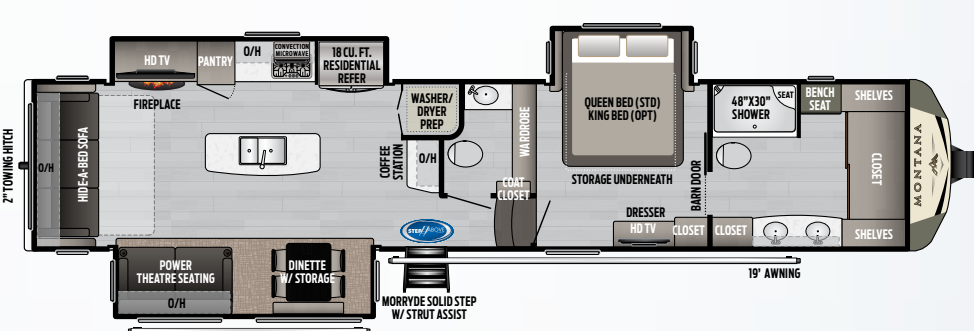 HD TV
FIREPLACE
PANTRY
O/H
CONVECTION
MICROWAVE
18 CU. FT.
RESIDENTIAL
REFER
2" TOWING HITCH
O/H
HIDE-A-BED SOFA
POWER
THEATRE SEATING
O/H
DINETTE
W/ STORAGE
WASHER/
DRYER
PREP
COFFEE
STATION
O/H
STEP ABOVE
MORRYDE SOLID STEP
W/ STRUT ASSIST
WARDROBE
COAT
CLOSET
QUEEN BED (STD)
KING BED (OPT)
STORAGE UNDERNEATH
DRESSER
HD TV
CLOSET
BARN DOOR
CLOSET
19' AWNING
48"X30"
SHOWER
SEAT
BENCH
SEAT
SHELVES
CLOSET
SHELVES
MONTANA